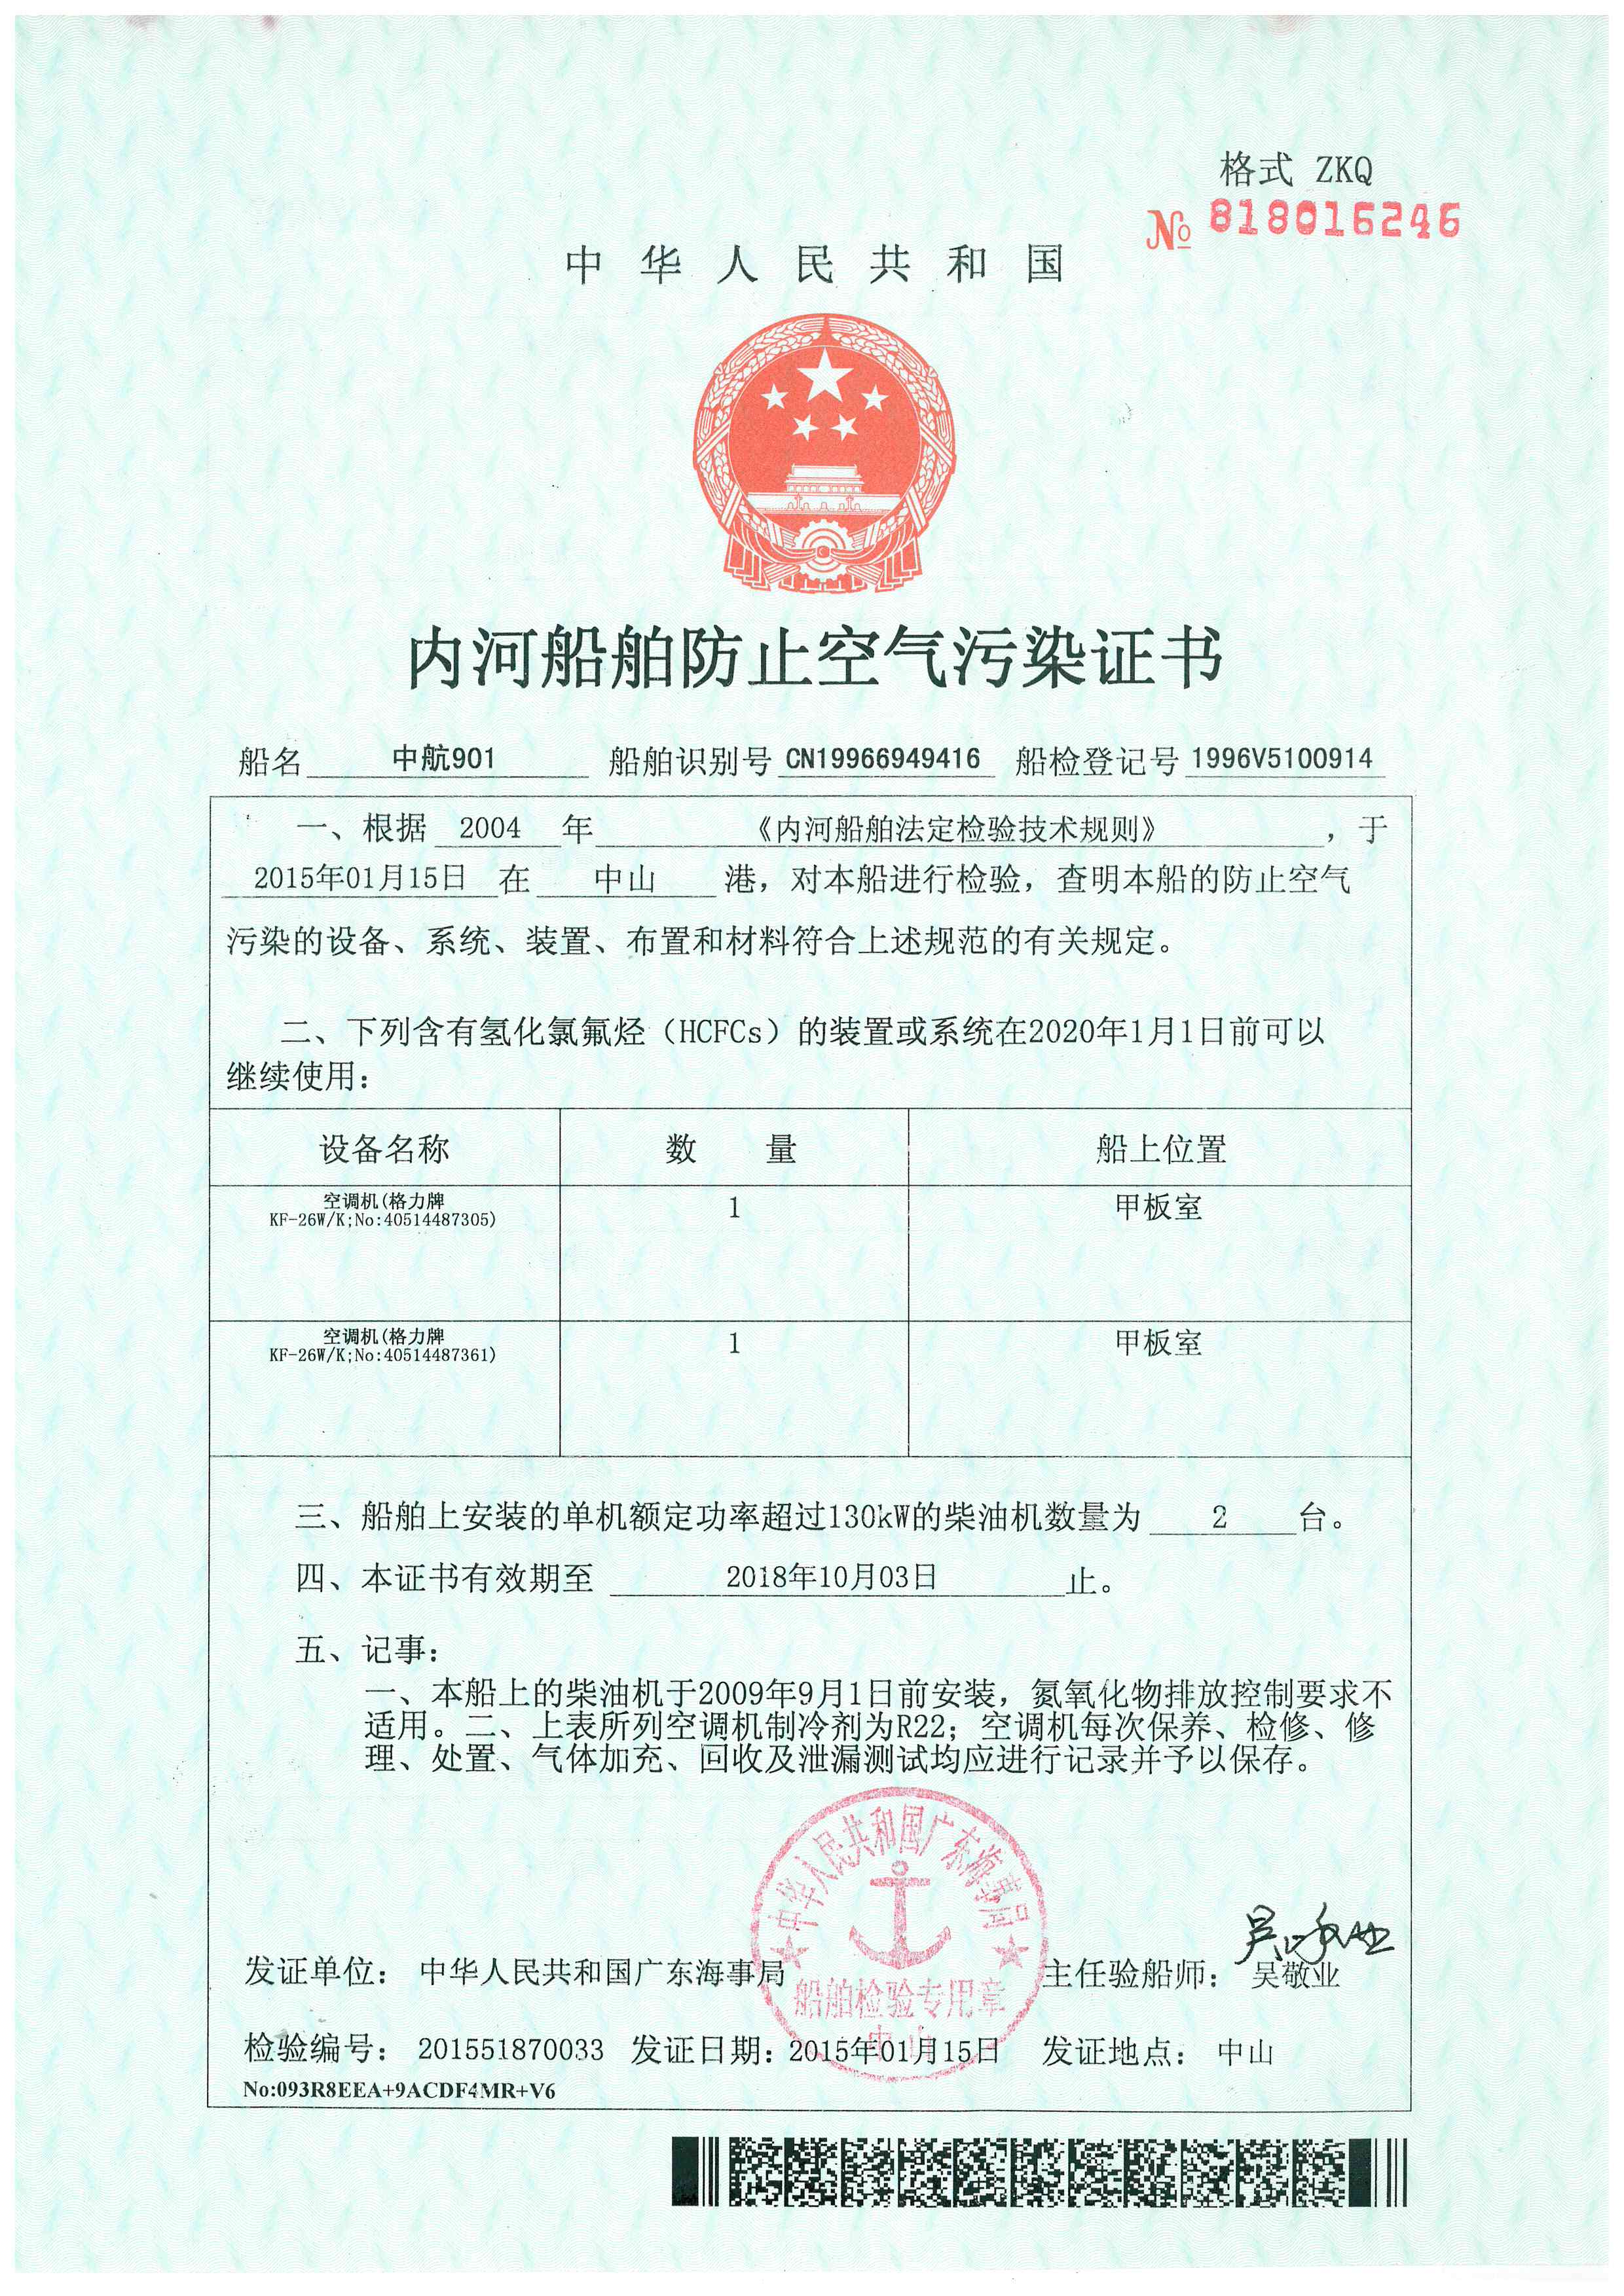 格式 ZKQ
№ 818016246
中华人民共和国
内河船舶防止空气污染证书
船名 中航901 船舶识别号 CN19966949416 船检登记号 1996V5100914
一、根据 2004 年 《内河船舶法定检验技术规则》 ，于
2015年01月15日 在 中山 港，对本船进行检验，查明本船的防止空气
污染的设备、系统、装置、布置和材料符合上述规范的有关规定。
二、下列含有氢化氯氟烃（HCFCs）的装置或系统在2020年1月1日前可以
继续使用：
设备名称 数量 船上位置
空调机(格力牌
KF-26W/K;No:40514487305) 1 甲板室
空调机(格力牌
KF-26W/K;No:40514487361) 1 甲板室
三、船舶上安装的单机额定功率超过130kW的柴油机数量为 2 台。
四、本证书有效期至 2018年10月03日 止。
五、记事：
一、本船上的柴油机于2009年9月1日前安装，氮氧化物排放控制要求不
适用。二、上表所列空调机制冷剂为R22；空调机每次保养、检修、修
理、处置、气体加充、回收及泄漏测试均应进行记录并予以保存。
中华人民共和国广东海事局
船舶检验专用章
中山
吴敬业
发证单位： 中华人民共和国广东海事局 主任验船师： 吴敬业
检验编号： 201551870033 发证日期：2015年01月15日 发证地点： 中山
No:093R8EEA+9ACDF4MR+V6